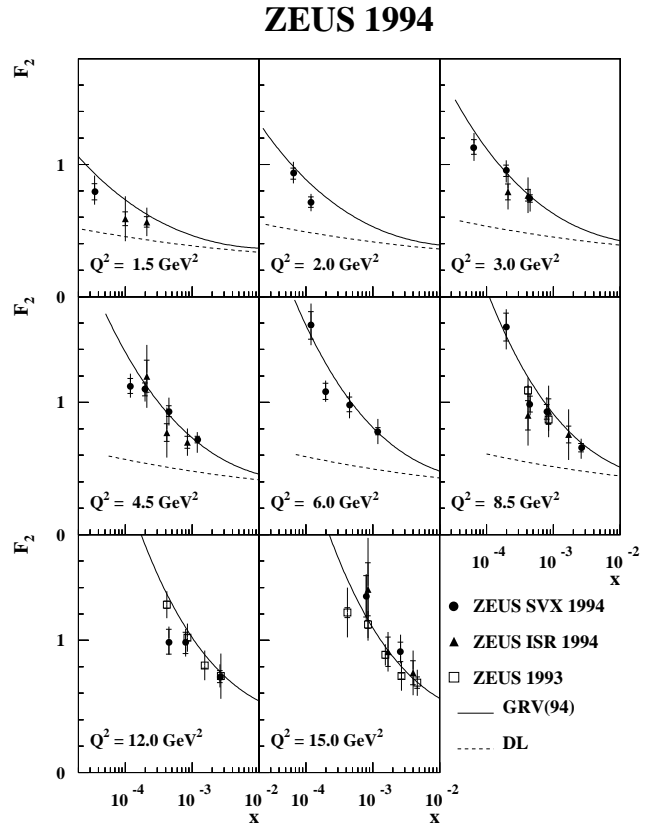 ZEUS 1994
F₂
1
Q² = 1.5 GeV²
Q² = 2.0 GeV²
Q² = 3.0 GeV²
0
F₂
1
Q² = 4.5 GeV²
Q² = 6.0 GeV²
Q² = 8.5 GeV²
0
10⁻⁴ 10⁻³ 10⁻²
x
F₂
1
Q² = 12.0 GeV²
Q² = 15.0 GeV²
0
10⁻⁴ 10⁻³ 10⁻²
x
10⁻⁴ 10⁻³ 10⁻²
x
ZEUS SVX 1994
ZEUS ISR 1994
ZEUS 1993
GRV(94)
DL